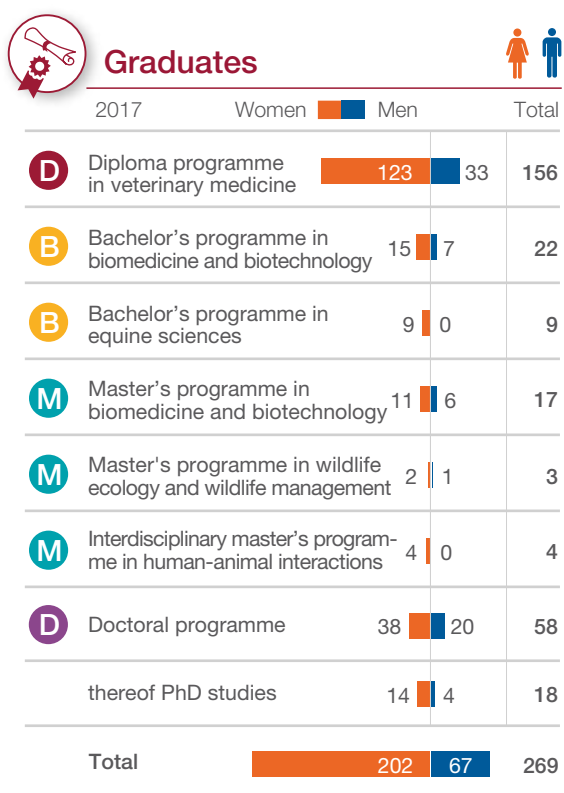 Graduates
2017 Women Men Total
D Diploma programme
in veterinary medicine 123 33 156
B Bachelor’s programme in
biomedicine and biotechnology 15 7 22
B Bachelor’s programme in
equine sciences 9 0 9
M Master’s programme in
biomedicine and biotechnology 11 6 17
M Master's programme in wildlife
ecology and wildlife management 2 1 3
M Interdisciplinary master’s program-
me in human-animal interactions 4 0 4
D Doctoral programme 38 20 58
thereof PhD studies 14 4 18
Total 202 67 269